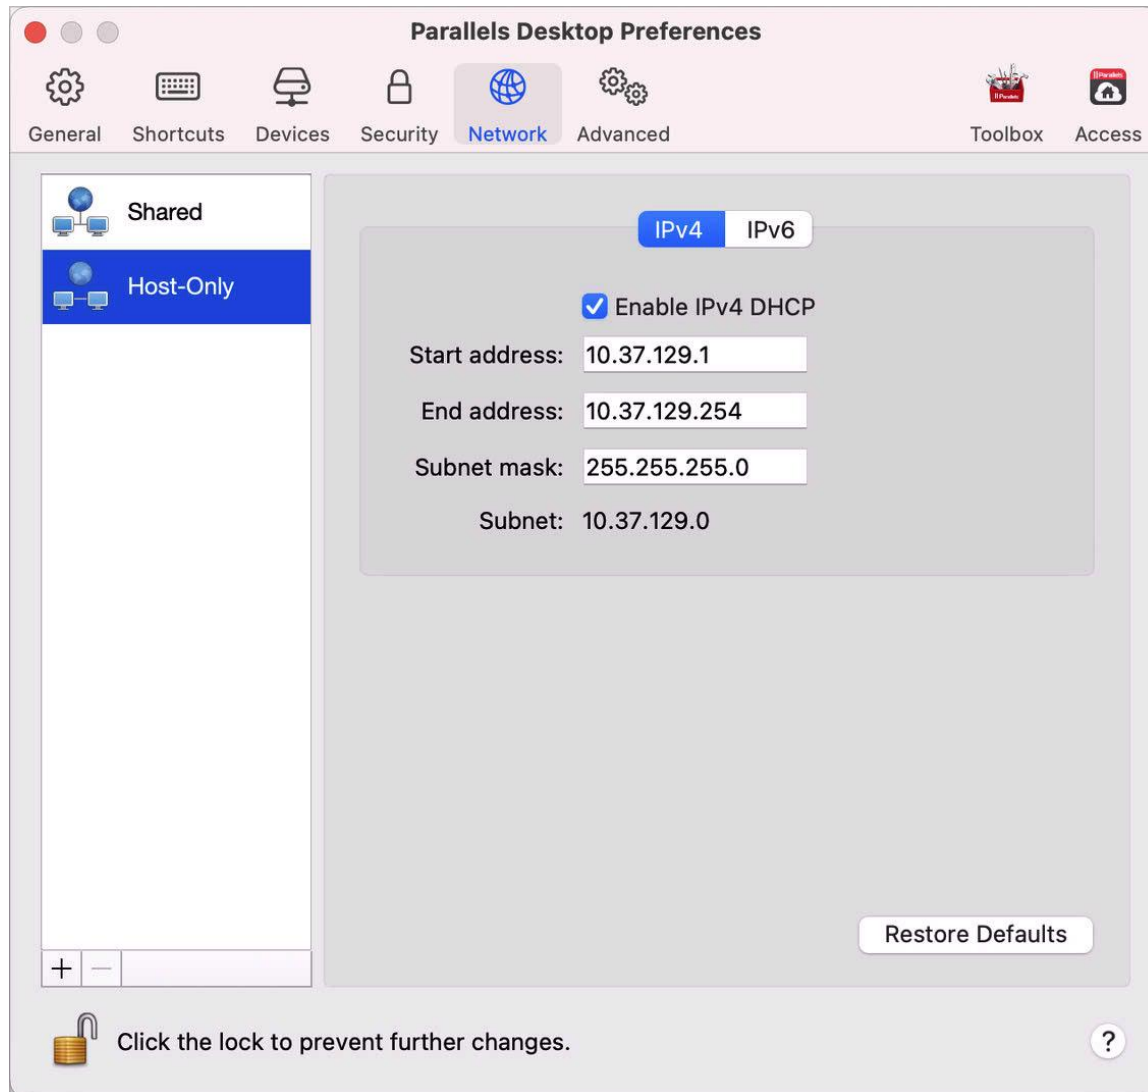 Parallels Desktop Preferences
General Shortcuts Devices Security Network Advanced Toolbox Access
Shared
Host-Only
IPv4 IPv6
Enable IPv4 DHCP
Start address: 10.37.129.1
End address: 10.37.129.254
Subnet mask: 255.255.255.0
Subnet: 10.37.129.0
Restore Defaults
Click the lock to prevent further changes.
?